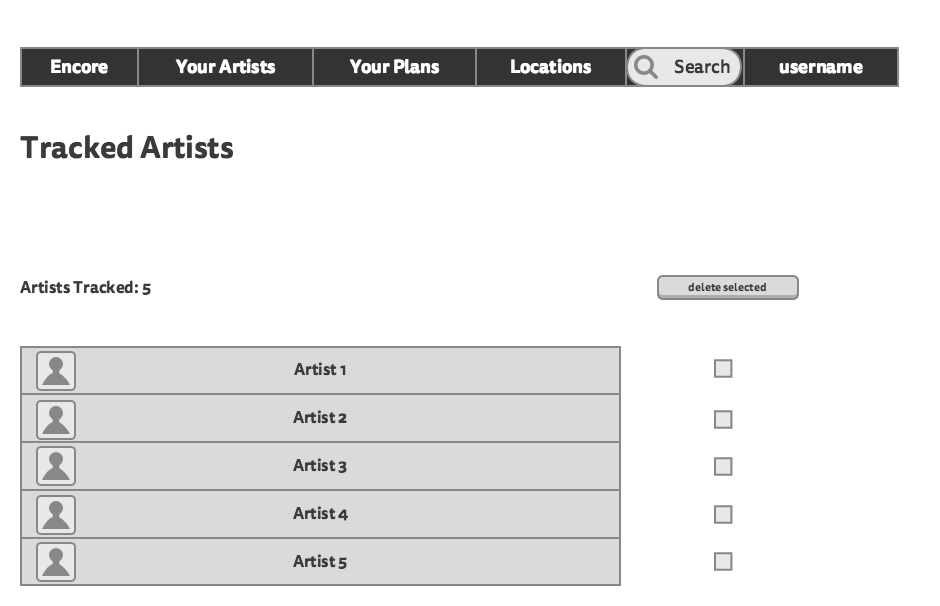 Encore Your Artists Your Plans Locations Search username
Tracked Artists
Artists Tracked: 5 delete selected
Artist 1
Artist 2
Artist 3
Artist 4
Artist 5